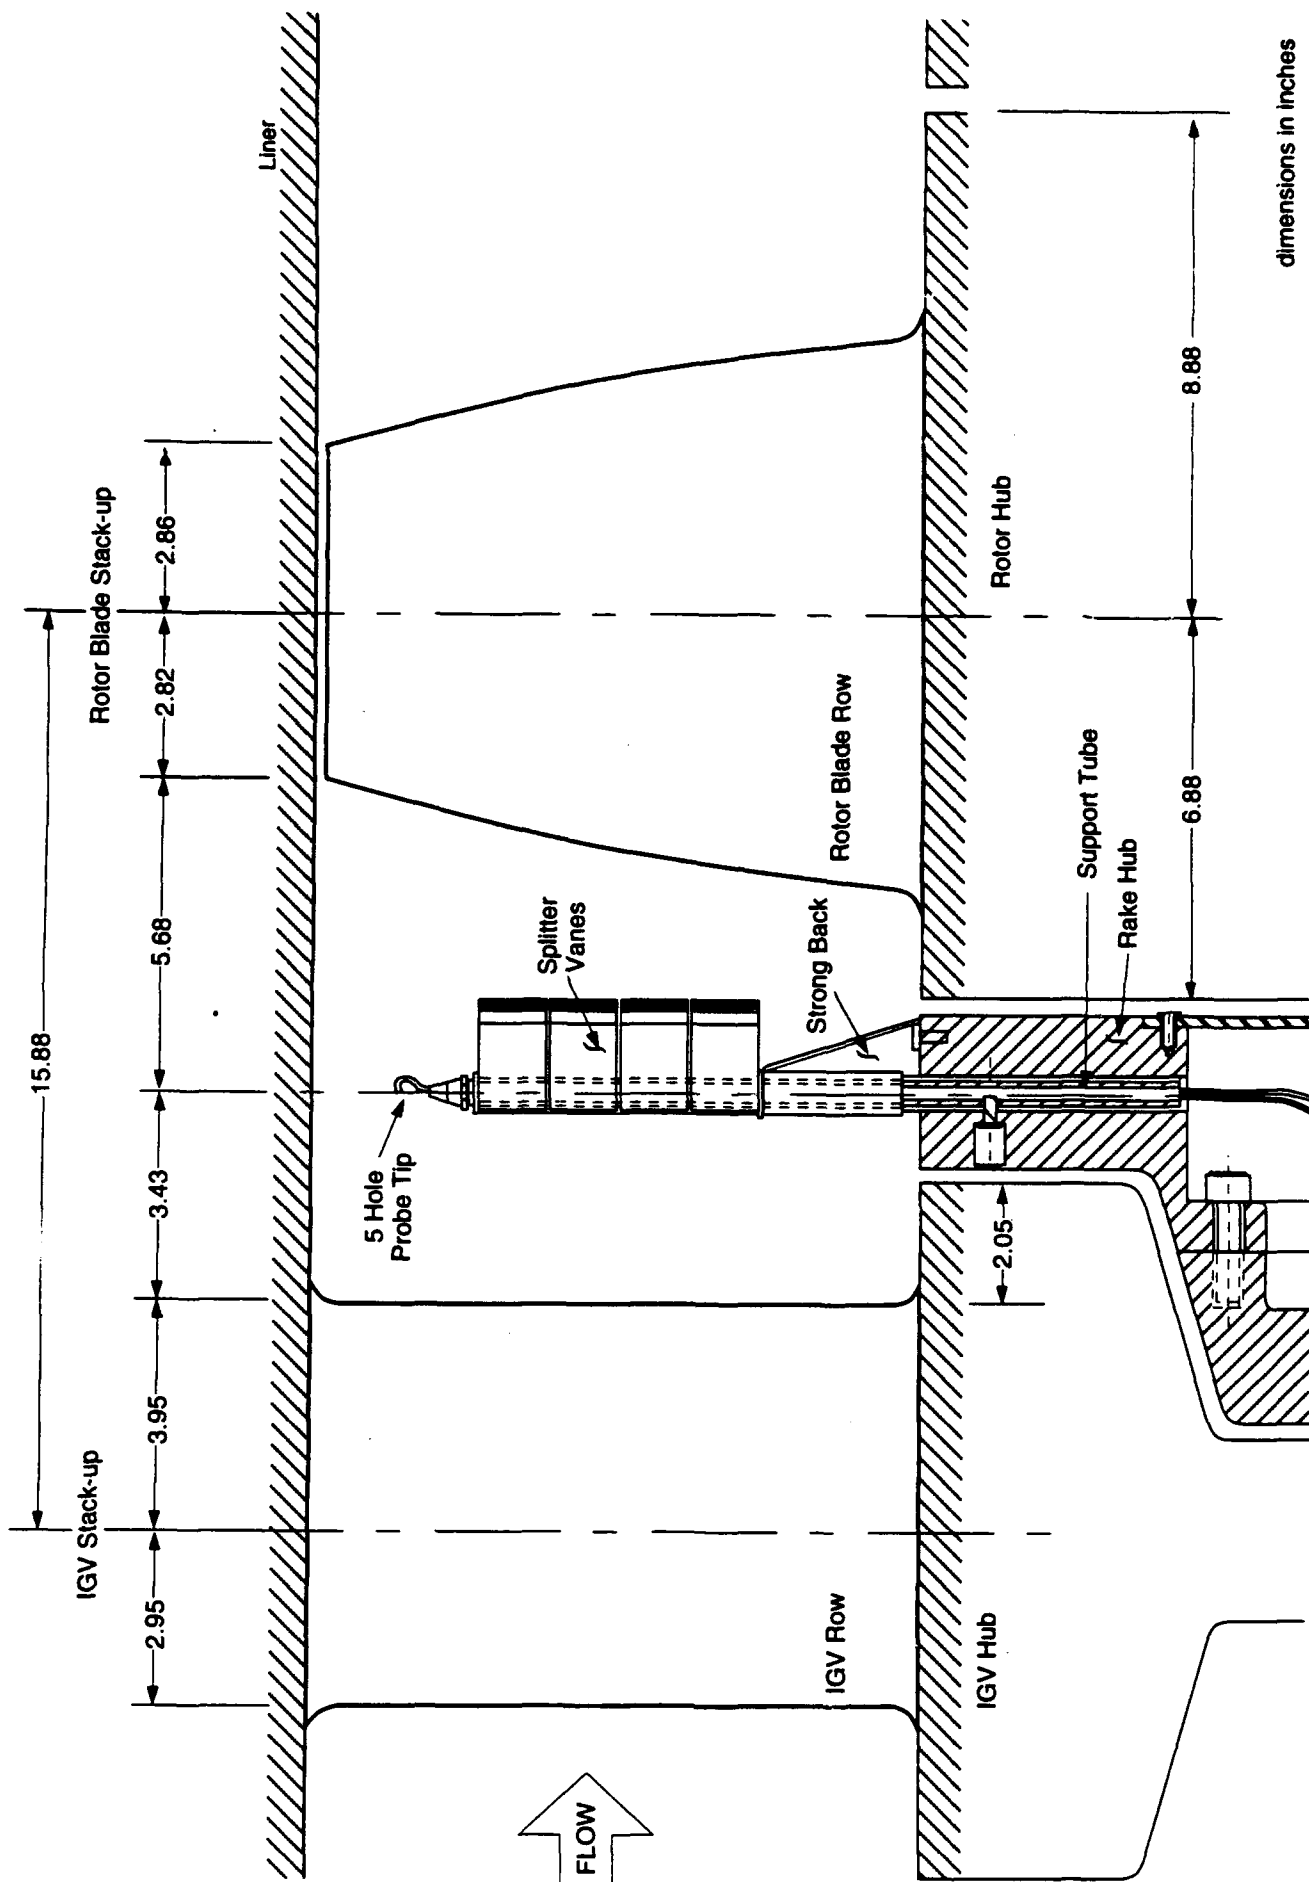 15.88
IGV Stack-up
Rotor Blade Stack-up
2.95
3.95
3.43
5.68
2.82
2.86
Liner
5 Hole
Probe Tip
Splitter
Vanes
FLOW
IGV Row
Strong Back
Rotor Blade Row
IGV Hub
2.05
Rotor Hub
Support Tube
Rake Hub
6.88
8.88
dimensions in inches